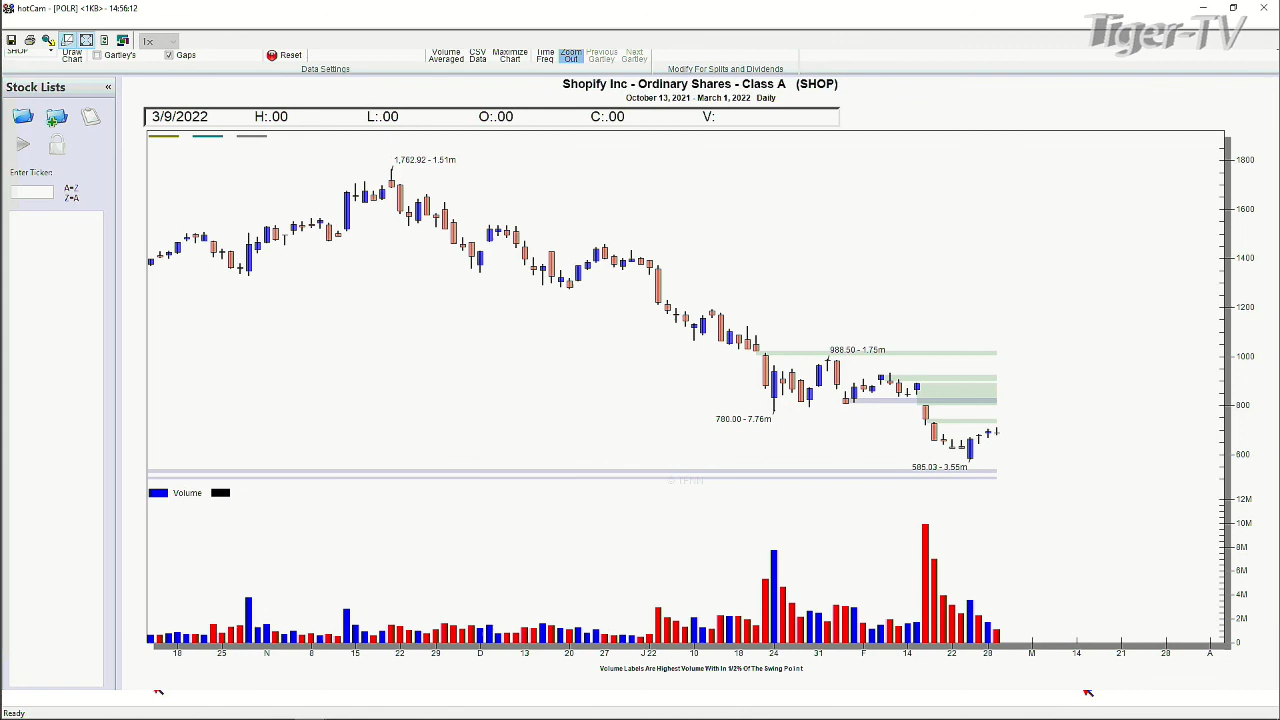 hotCam - [POLR] <1KB> - 14:56:12
Tiger-TV
SHOP
Draw Chart
Gartley's
Gaps
Reset
Data Settings
Volume Averaged
CSV Data
Maximize Chart
Time Freq
Zoom Out
Previous Gartley
Next Gartley
Modify For Splits and Dividends
Stock Lists «
Enter Ticker:
A=Z
Z=A
Shopify Inc - Ordinary Shares - Class A (SHOP)
October 13, 2021 - March 1, 2022 Daily
3/9/2022 H:.00 L:.00 O:.00 C:.00 V:
1,762.92 - 1.51m
988.50 - 1.75m
780.00 - 7.76m
585.03 - 3.55m
1800
1600
1400
1200
1000
800
600
© TFNN
Volume
12M
10M
8M
6M
4M
2M
0
18 25 N 8 15 22 29 D 13 20 27 J 22 10 18 24 31 F 14 22 28 M 14 21 28 A
Volume Labels Are Highest Volume With In 1/2% Of The Swing Point
Ready